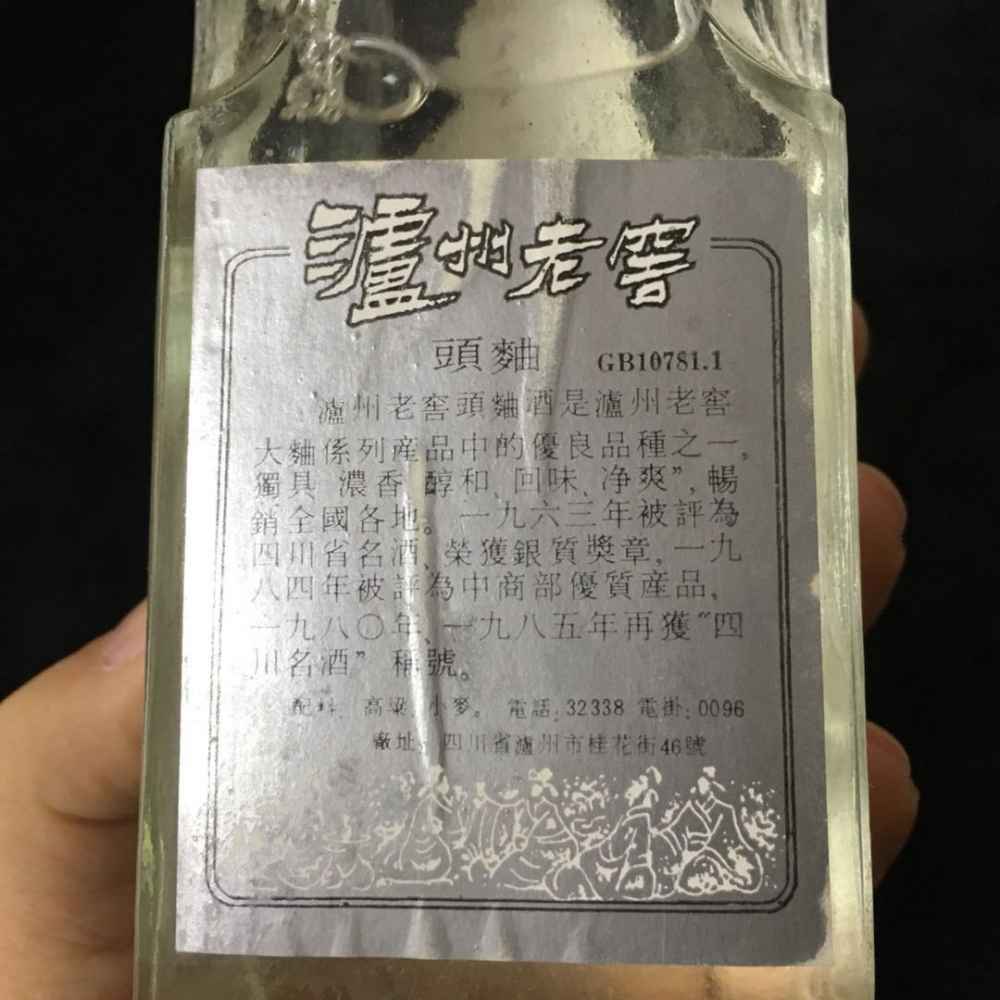 瀘州老窖
頭麯 GB10781.1
瀘州老窖頭麯酒是瀘州老窖
大麯係列産品中的優良品種之一,
獨具 濃香、醇和、回味、净爽”, 暢
銷全國各地。一九六三年被評為
四川省名酒、榮獲銀質奬章, 一九
八四年被評為中商部優質産品,
一九八〇年、一九八五年再獲“四
川名酒” 稱號。
配料: 高粱、小麥。 電話: 32338 電掛: 0096
廠址: 四川省瀘州市桂花街46號